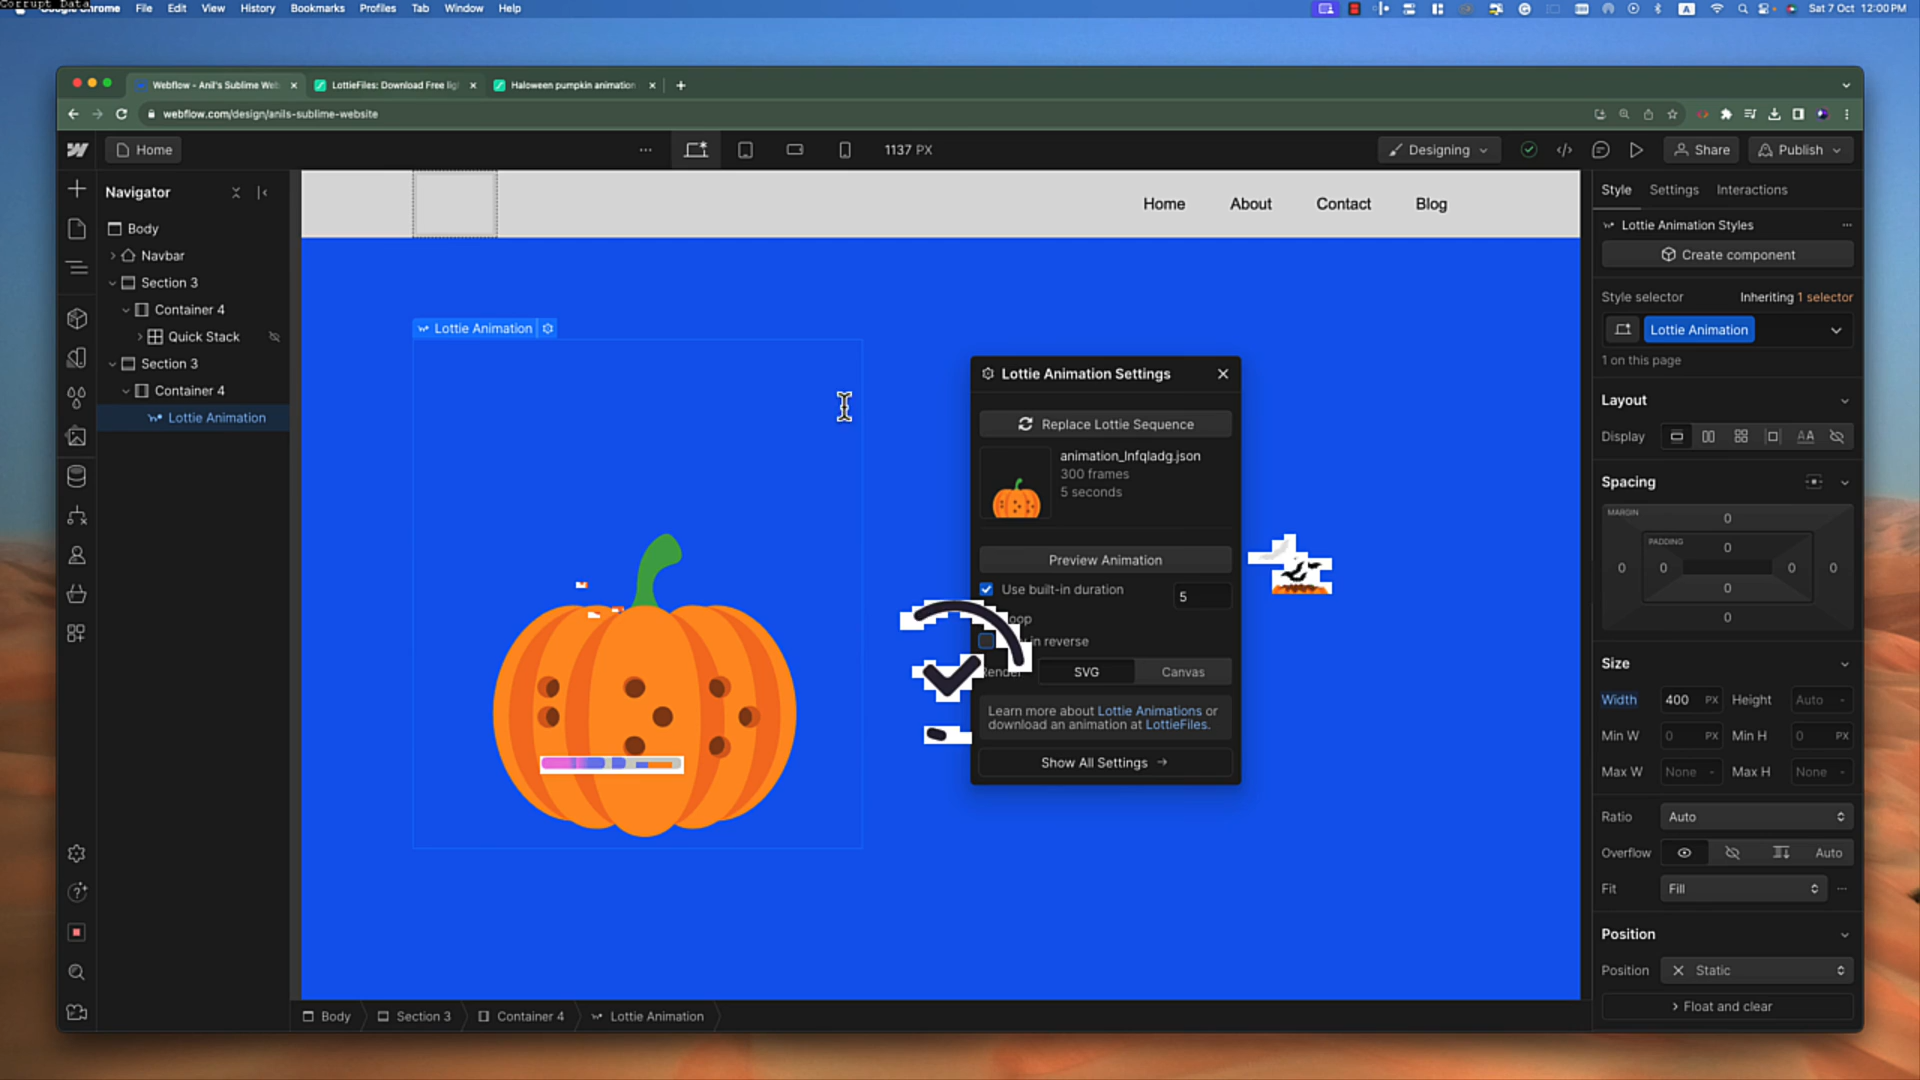 Corrupt Data
Chrome File Edit View History Bookmarks Profiles Tab Window Help
A Sat 7 Oct 12:00 PM
Webflow - Anil's Sublime Web
LottieFiles: Download Free lig
Haloween pumpkin animation
webflow.com/design/anils-sublime-website
Home
1137 PX
Designing
Share
Publish
Navigator
Body
Navbar
Section 3
Container 4
Quick Stack
Section 3
Container 4
Lottie Animation
Home About Contact Blog
Lottie Animation
Lottie Animation Settings
Replace Lottie Sequence
animation_lnfqladg.json
300 frames
5 seconds
Preview Animation
Use built-in duration 5
oop
in reverse
SVG Canvas
Learn more about Lottie Animations or
download an animation at LottieFiles.
Show All Settings
Style Settings Interactions
Lottie Animation Styles
Create component
Style selector Inheriting 1 selector
Lottie Animation
1 on this page
Layout
Display
AA
Spacing
MARGIN
0
PADDING
0
0 0 0 0
0
0
Size
Width 400 PX Height Auto -
Min W 0 PX Min H 0 PX
Max W None - Max H None -
Ratio Auto
Overflow Auto
Fit Fill
Position
Position Static
Float and clear
Body Section 3 Container 4 Lottie Animation